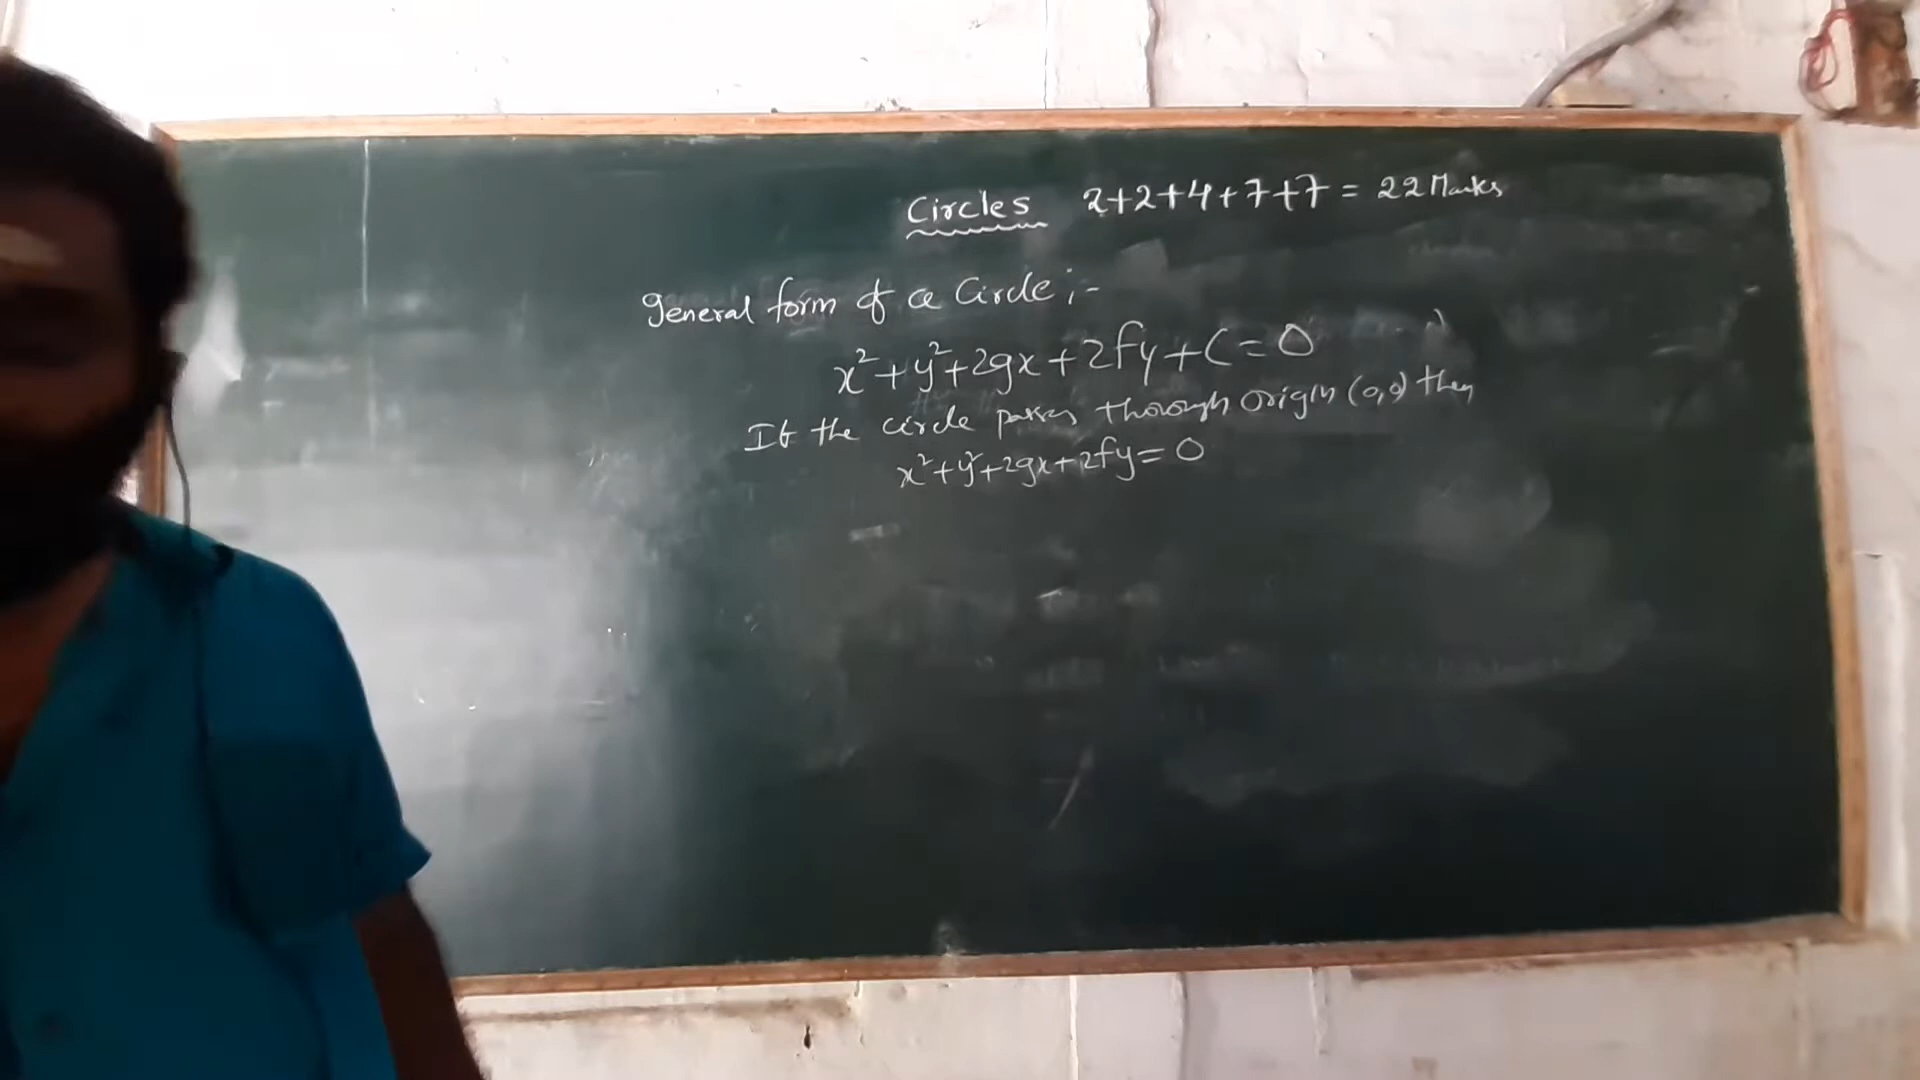 Circles 2+2+4+7+7 = 22 Marks
General form of a Circle ;-
x²+y²+2gx+2fy+C=0
If the circle passes thorough origin (0,0) then
x²+y²+2gx+2fy=0